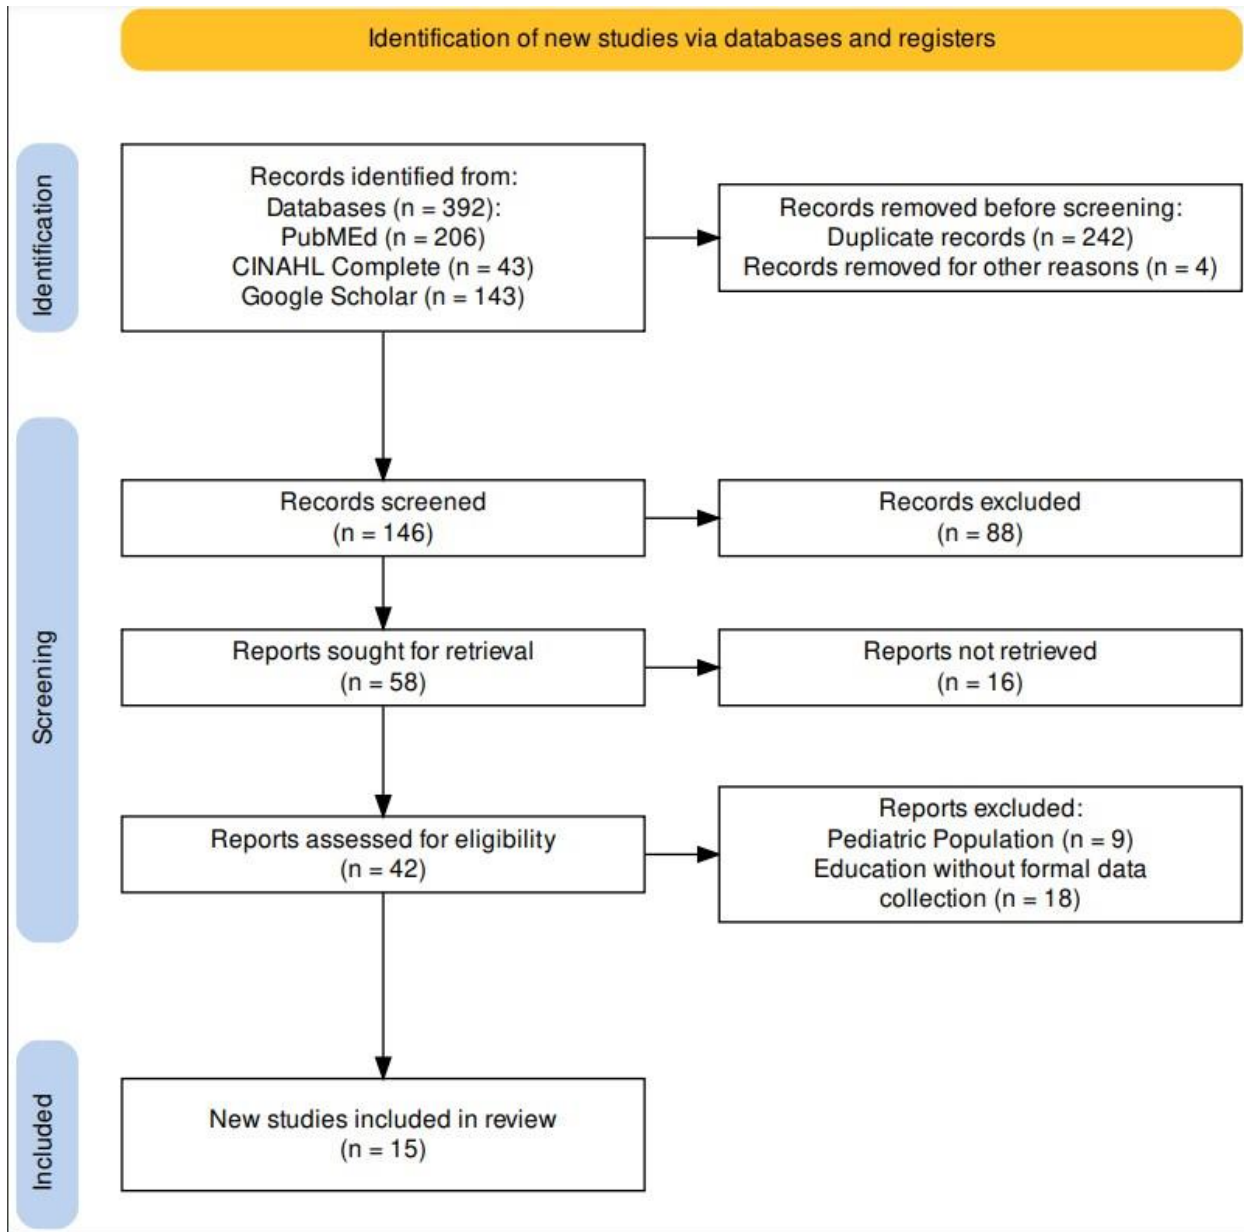 Identification of new studies via databases and registers
Identification
Records identified from:
Databases (n = 392):
PubMEd (n = 206)
CINAHL Complete (n = 43)
Google Scholar (n = 143)
Records removed before screening:
Duplicate records (n = 242)
Records removed for other reasons (n = 4)
Screening
Records screened
(n = 146)
Records excluded
(n = 88)
Reports sought for retrieval
(n = 58)
Reports not retrieved
(n = 16)
Reports assessed for eligibility
(n = 42)
Reports excluded:
Pediatric Population (n = 9)
Education without formal data
collection (n = 18)
Included
New studies included in review
(n = 15)